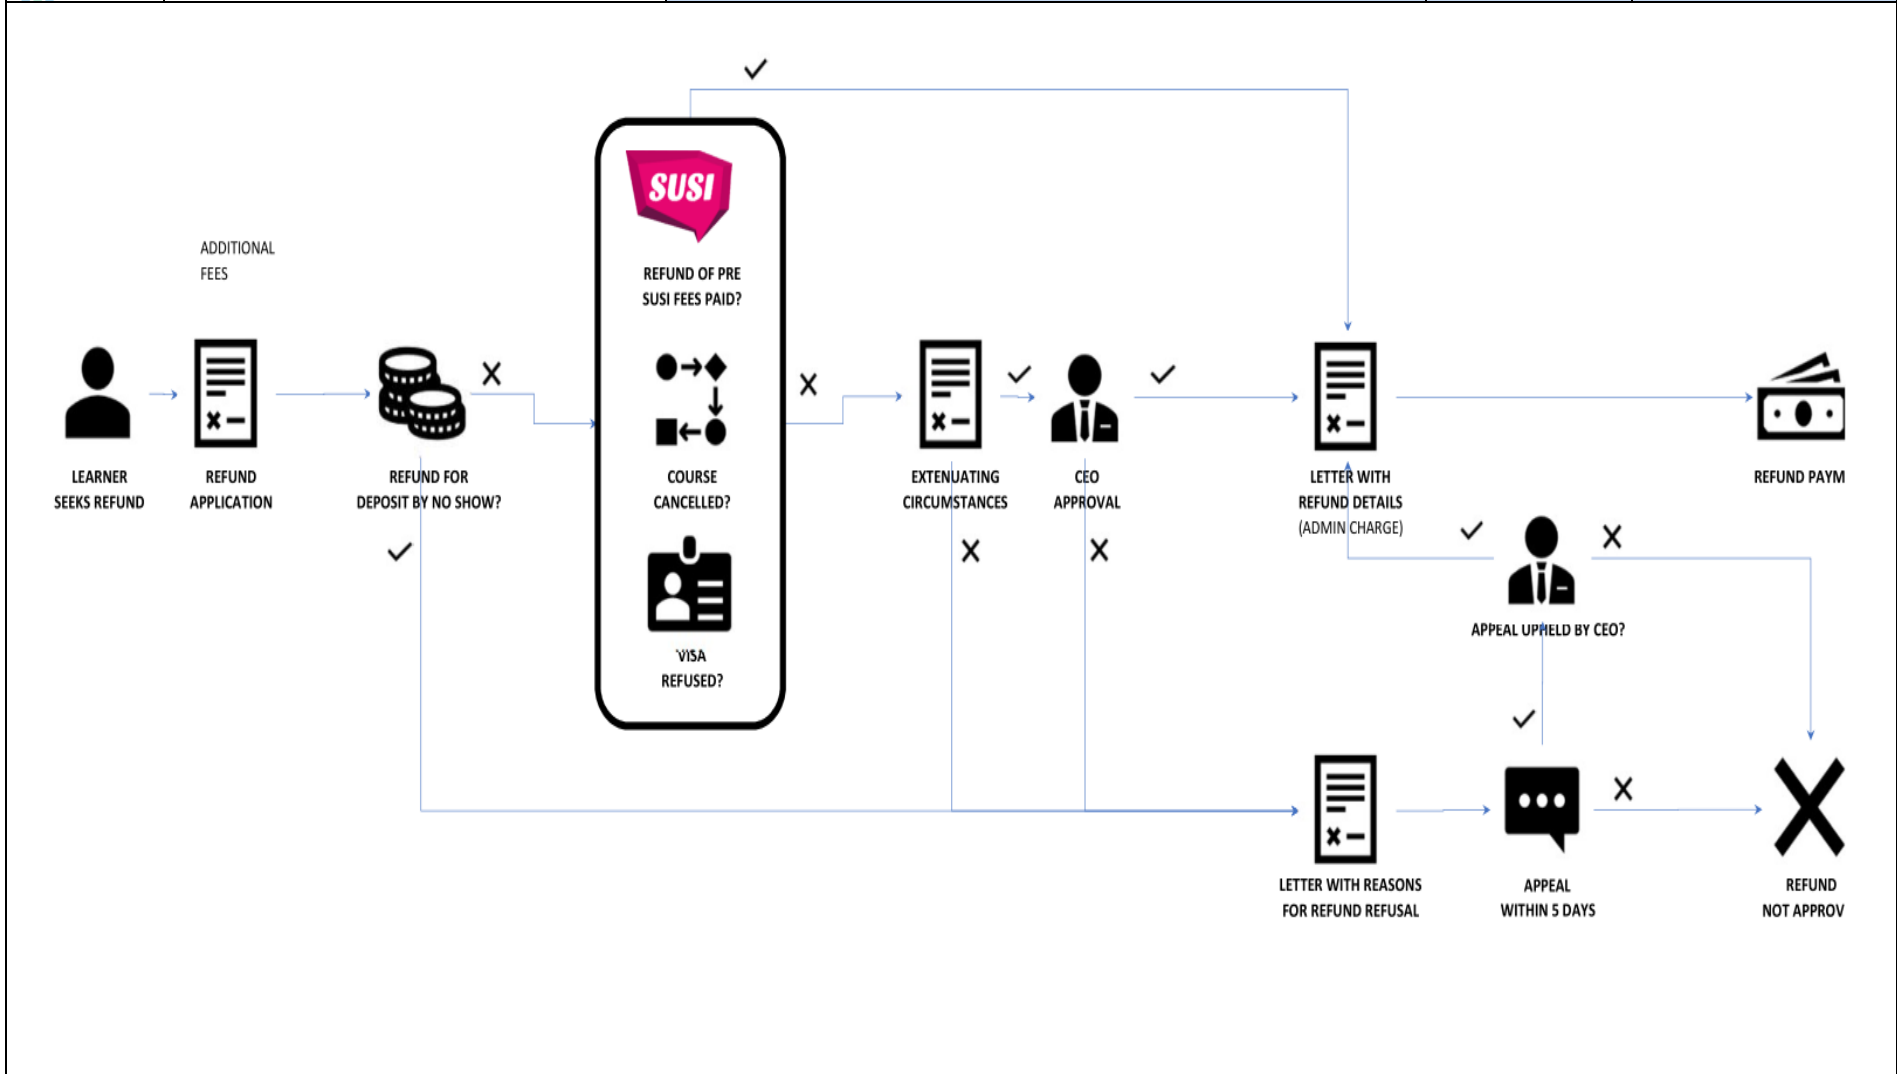 ADDITIONAL
FEES
LEARNER
SEEKS REFUND
REFUND
APPLICATION
REFUND FOR
DEPOSIT BY NO SHOW?
SUSI
REFUND OF PRE
SUSI FEES PAID?
COURSE
CANCELLED?
VISA
REFUSED?
EXTENUATING
CIRCUMSTANCES
CEO
APPROVAL
LETTER WITH
REFUND DETAILS
(ADMIN CHARGE)
REFUND PAYM
APPEAL UPHELD BY CEO?
LETTER WITH REASONS
FOR REFUND REFUSAL
APPEAL
WITHIN 5 DAYS
REFUND
NOT APPROV